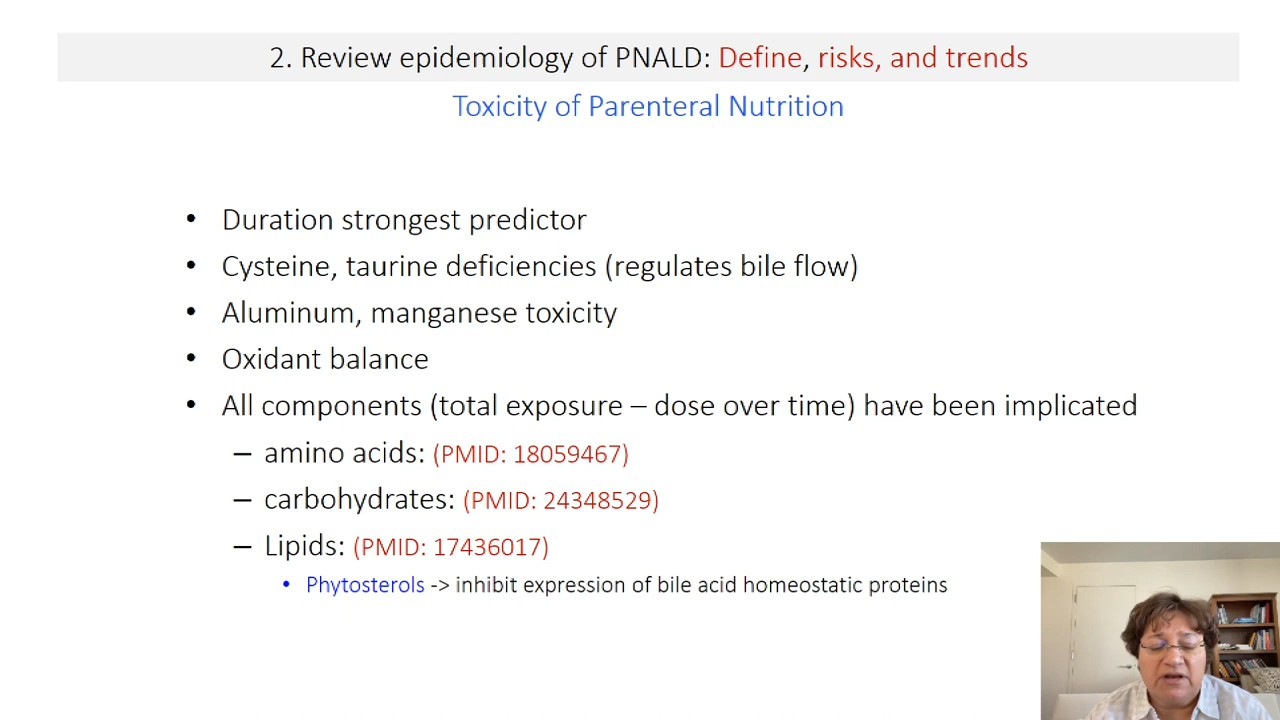 2. Review epidemiology of PNALD: Define, risks, and trends
Toxicity of Parenteral Nutrition
• Duration strongest predictor
• Cysteine, taurine deficiencies (regulates bile flow)
• Aluminum, manganese toxicity
• Oxidant balance
• All components (total exposure – dose over time) have been implicated
– amino acids: (PMID: 18059467)
– carbohydrates: (PMID: 24348529)
– Lipids: (PMID: 17436017)
• Phytosterols -> inhibit expression of bile acid homeostatic proteins